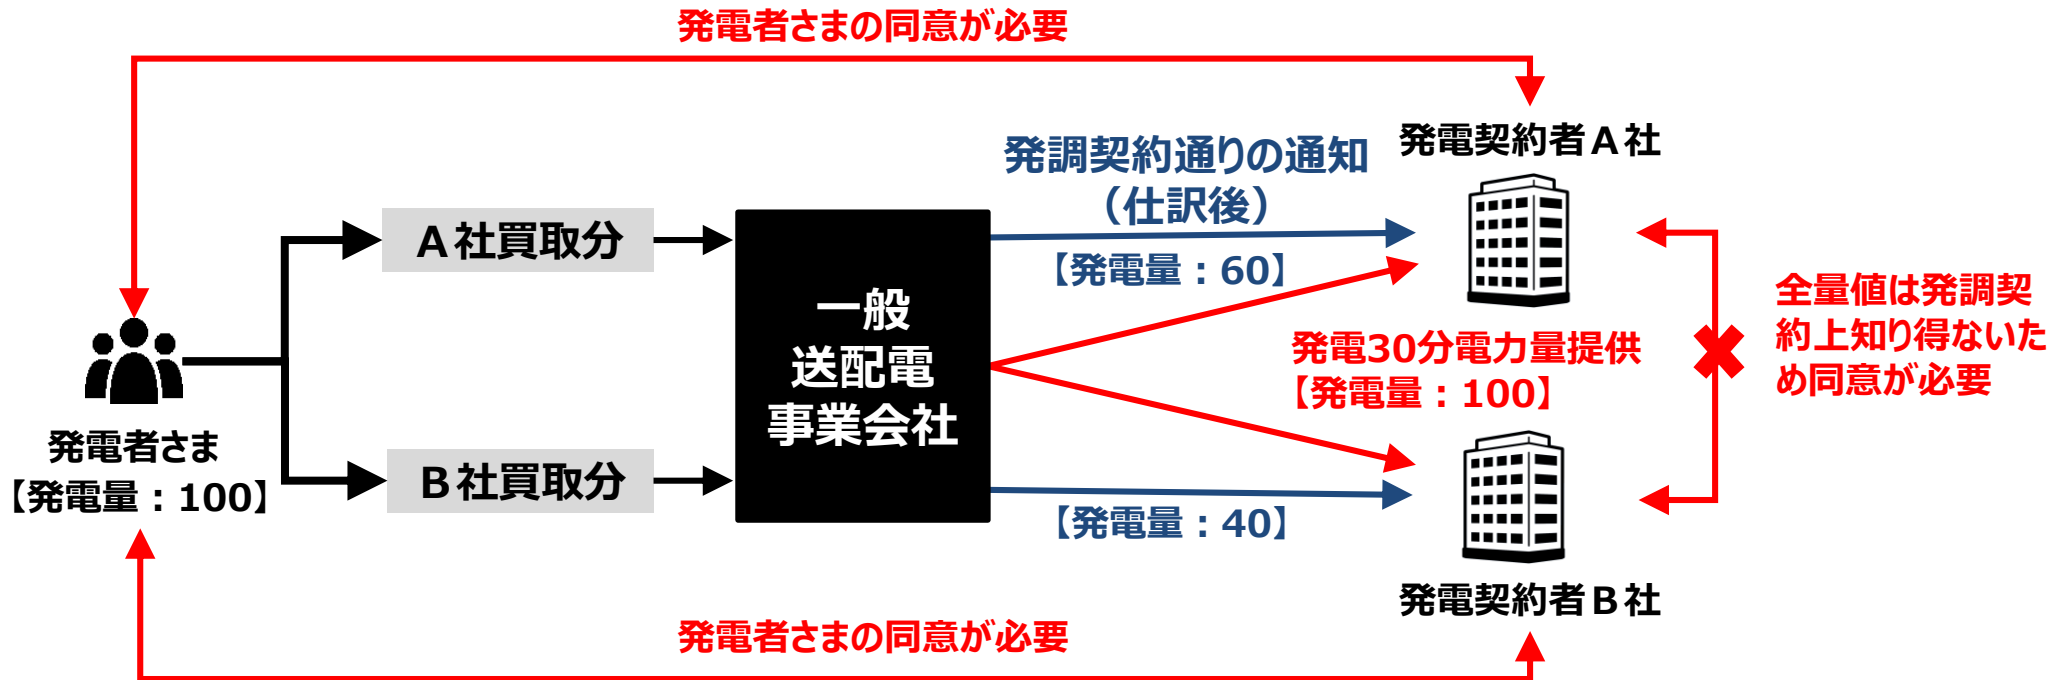 発電者さまの同意が必要
発電契約者A社
発調契約通りの通知
（仕訳後）
A社買取分
【発電量：60】
一般
送配電
事業会社
全量値は発調契
約上知り得ないた
め同意が必要
発電30分電力量提供
【発電量：100】
発電者さま
【発電量：100】
B社買取分
【発電量：40】
発電契約者B社
発電者さまの同意が必要